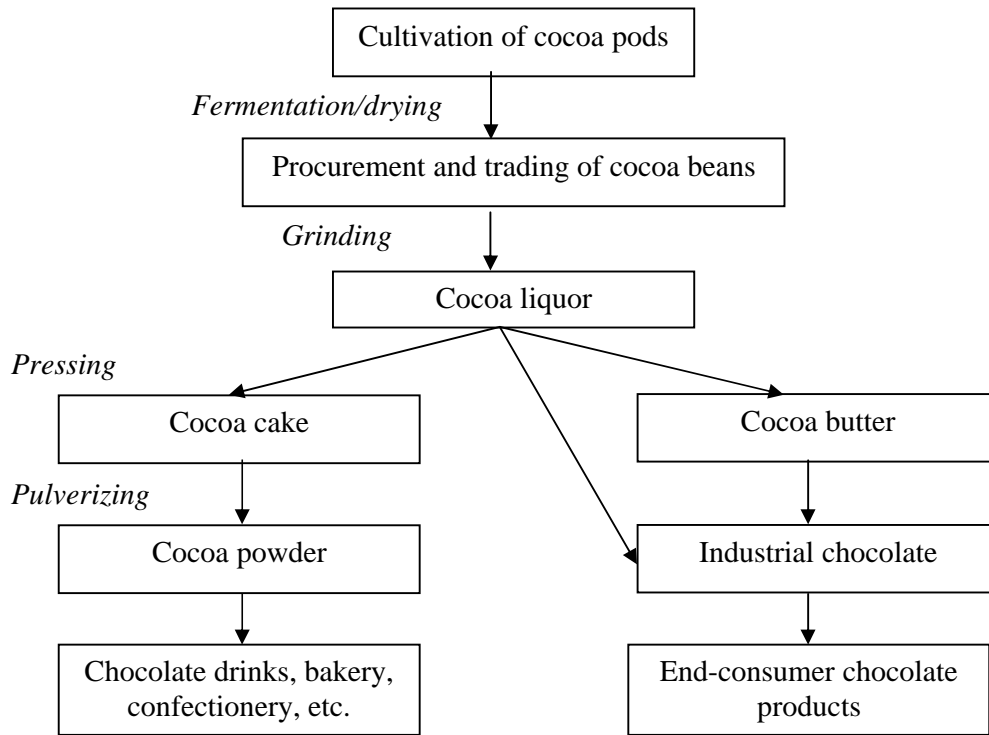 Cultivation of cocoa pods
Fermentation/drying
Procurement and trading of cocoa beans
Grinding
Cocoa liquor
Pressing
Cocoa cake
Cocoa butter
Pulverizing
Cocoa powder
Industrial chocolate
Chocolate drinks, bakery,
confectionery, etc.
End-consumer chocolate
products